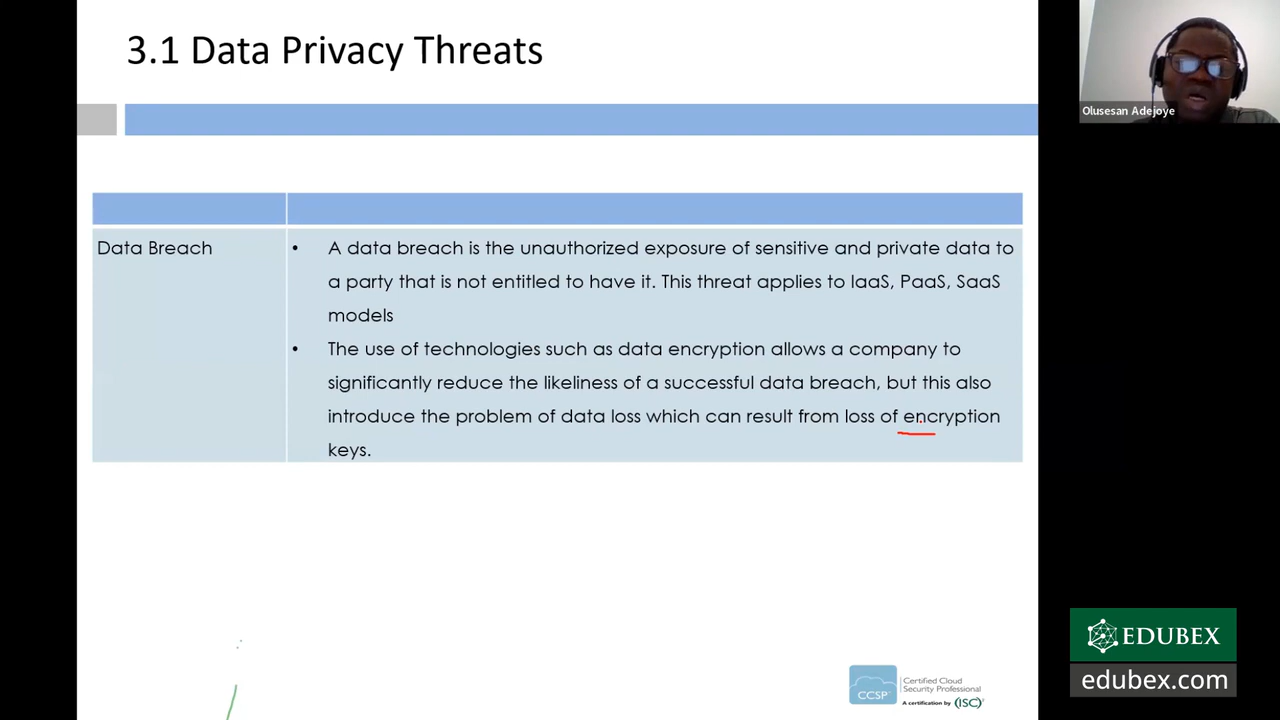 3.1 Data Privacy Threats
Olusesan Adejoye
Data Breach
• A data breach is the unauthorized exposure of sensitive and private data to
a party that is not entitled to have it. This threat applies to IaaS, PaaS, SaaS
models
• The use of technologies such as data encryption allows a company to
significantly reduce the likeliness of a successful data breach, but this also
introduce the problem of data loss which can result from loss of encryption
keys.
EDUBEX
edubex.com
CCSP
Certified Cloud
Security Professional
A certification by (ISC)²